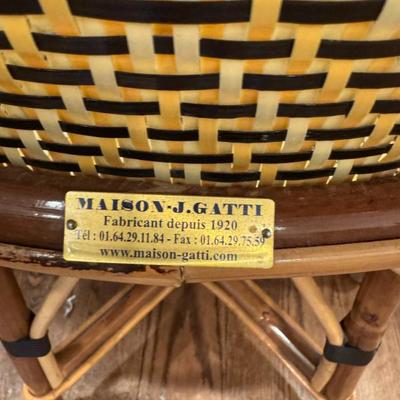 MAISON-J.GATTI
Fabricant depuis 1920
Tél : 01.64.29.11.84 - Fax : 01.64.29.75.59
www.maison-gatti.com